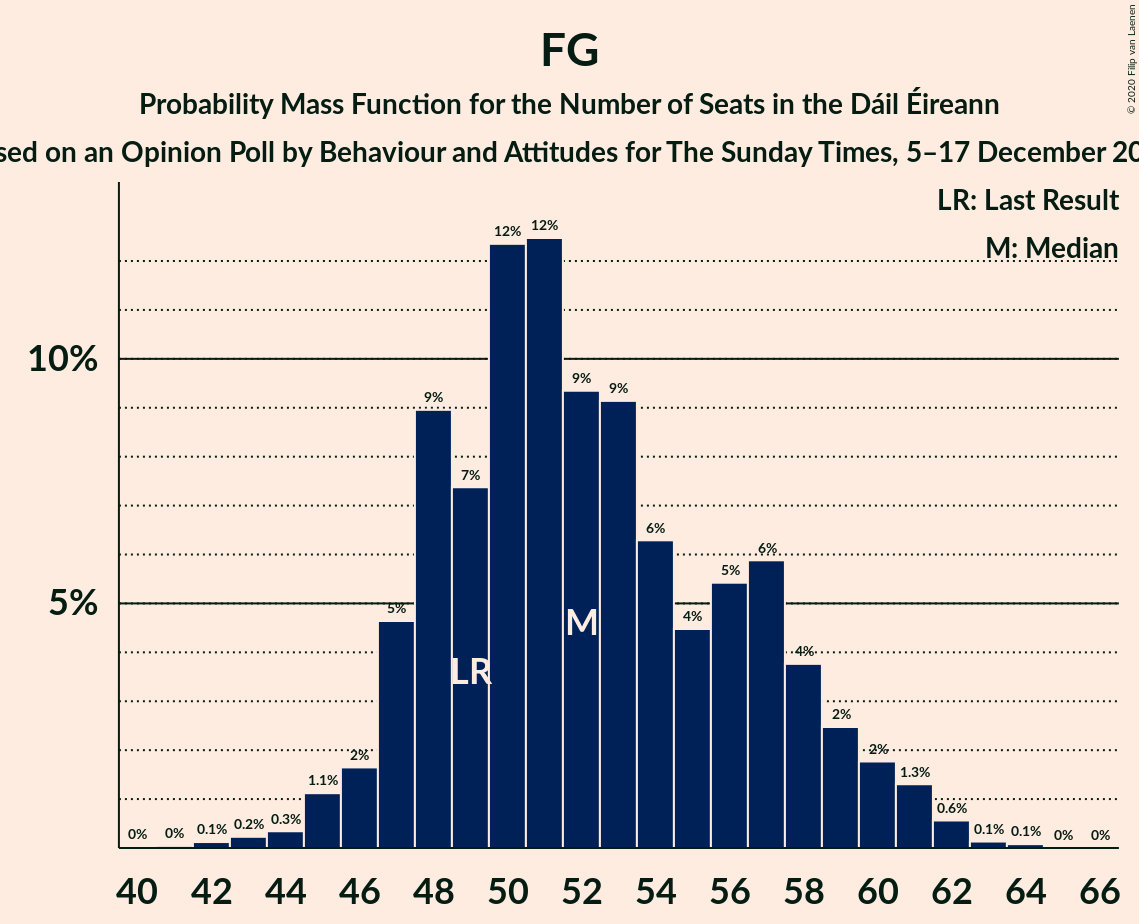 FG
Probability Mass Function for the Number of Seats in the Dáil Éireann
sed on an Opinion Poll by Behaviour and Attitudes for The Sunday Times, 5–17 December 20
© 2020 Filip van Laenen
LR: Last Result
M: Median
10%
5%
0% 0% 0.1% 0.2% 0.3% 1.1% 2% 5% 9% 7% 12% 12% 9% 9% 6% 4% 5% 6% 4% 2% 2% 1.3% 0.6% 0.1% 0.1% 0% 0%
LR
M
40 42 44 46 48 50 52 54 56 58 60 62 64 66